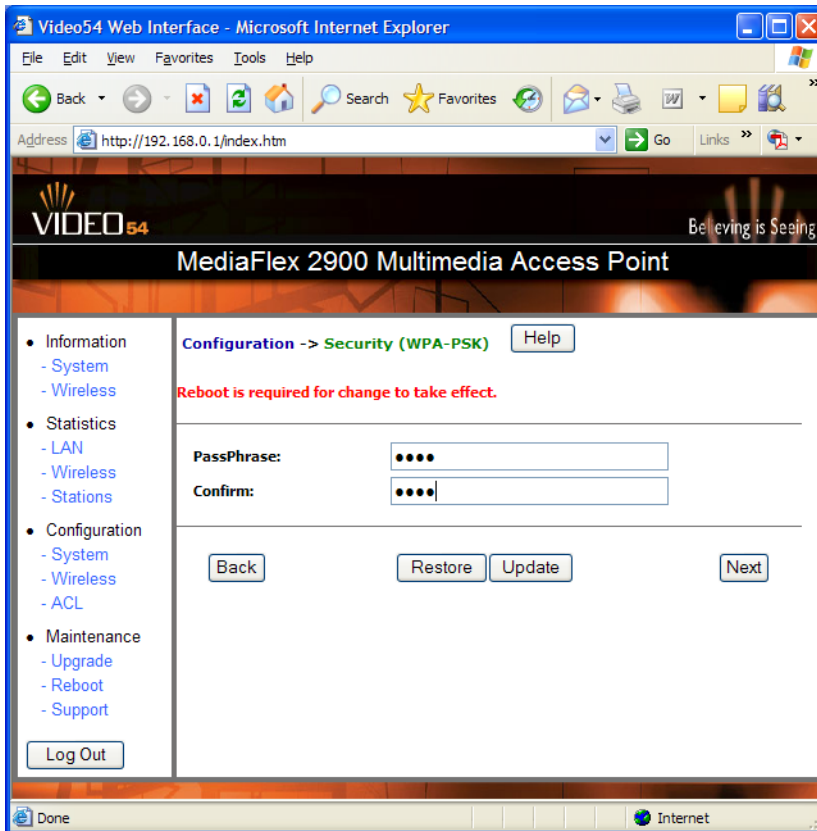 Video54 Web Interface - Microsoft Internet Explorer
File Edit View Favorites Tools Help
Back Search Favorites W »
Address http://192.168.0.1/index.htm Go Links »
VIDEO 54
Believing is Seeing
MediaFlex 2900 Multimedia Access Point
Configuration -> Security (WPA-PSK) Help
Reboot is required for change to take effect.
PassPhrase: ••••
Confirm: ••••
Back Restore Update Next
• Information
- System
- Wireless
• Statistics
- LAN
- Wireless
- Stations
• Configuration
- System
- Wireless
- ACL
• Maintenance
- Upgrade
- Reboot
- Support
Log Out
Done Internet